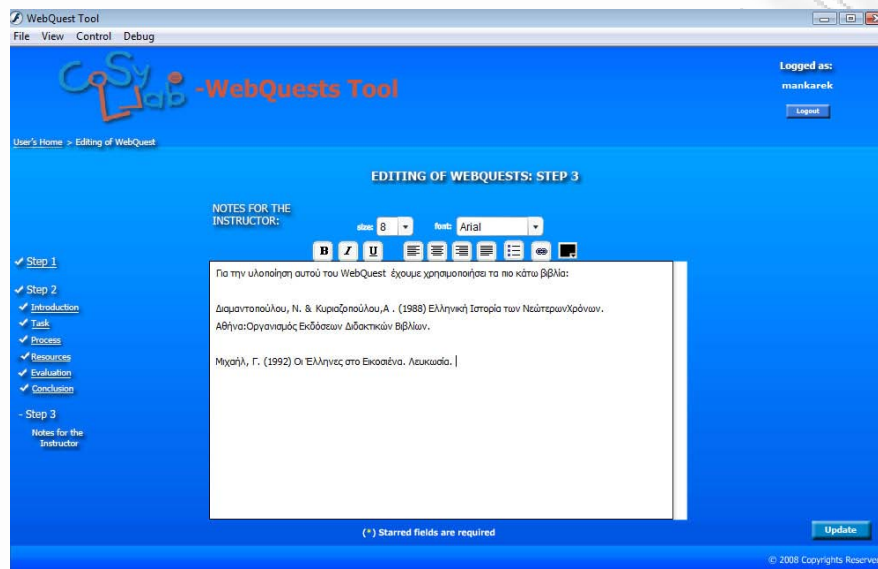 WebQuest Tool
File View Control Debug
CoSy Lab -WebQuests Tool
Logged as:
mankarek
Logout
User's Home > Editing of WebQuest
EDITING OF WEBQUESTS: STEP 3
NOTES FOR THE
INSTRUCTOR:
size: 8 font: Arial
B I U
Step 1
Step 2
Introduction
Task
Process
Resources
Evaluation
Conclusion
- Step 3
Notes for the
Instructor
Για την υλοποίηση αυτού του WebQuest έχουμε χρησιμοποιήσει τα πιο κάτω βιβλία:
Διαμαντοπούλου, Ν. & Κυριαζοπούλου,Α . (1988) Ελληνική Ιστορία των ΝεώτερωνΧρόνων.
Αθήνα:Οργανισμός Εκδόσεων Διδακτικών Βιβλίων.
Μιχαήλ, Γ. (1992) Οι Έλληνες στο Εικοσιένα. Λευκωσία.
(*) Starred fields are required
Update
© 2008 Copyrights Reserved